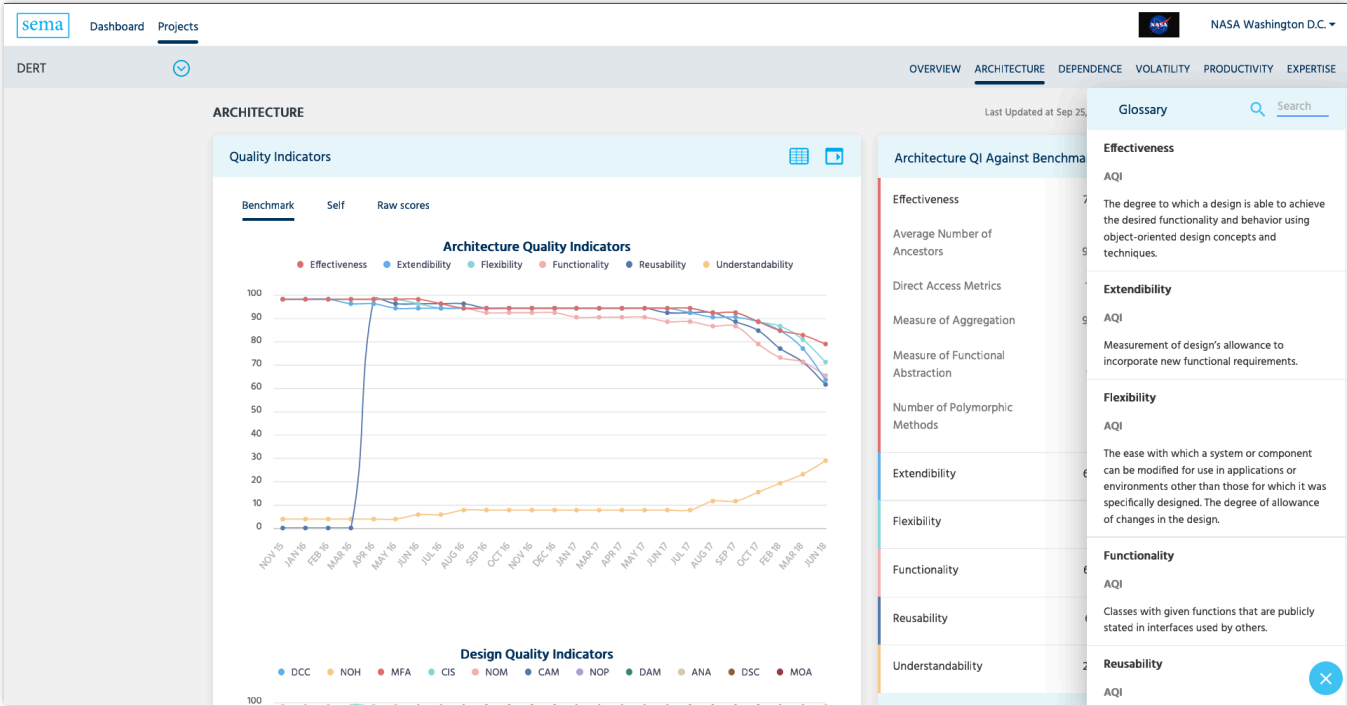 sema
Dashboard
Projects
NASA
NASA Washington D.C.
DERT
OVERVIEW
ARCHITECTURE
DEPENDENCE
VOLATILITY
PRODUCTIVITY
EXPERTISE
ARCHITECTURE
Last Updated at Sep 25,
Quality Indicators
Benchmark
Self
Raw scores
Architecture Quality Indicators
Effectiveness
Extendibility
Flexibility
Functionality
Reusability
Understandability
100
90
80
70
60
50
40
30
20
10
0
NOV 15
JAN 16
FEB 16
MAR 16
APR 16
MAY 16
JUN 16
JUL 16
AUG 16
SEP 16
OCT 16
NOV 16
DEC 16
JAN 17
MAR 17
APR 17
MAY 17
JUN 17
JUL 17
AUG 17
SEP 17
OCT 17
FEB 18
MAR 18
JUN 18
Design Quality Indicators
DCC
NOH
MFA
CIS
NOM
CAM
NOP
DAM
ANA
DSC
MOA
100
Architecture QI Against
Effectiveness
Average Number of
Ancestors
Direct Access Metrics
Measure of Aggregation
Measure of Functional
Abstraction
Number of Polymorphic
Methods
Extendibility
Flexibility
Functionality
Reusability
Understandability
Glossary
Search
Effectiveness
AQI
The degree to which a design is able to achieve
the desired functionality and behavior using
object-oriented design concepts and
techniques.
Extendibility
AQI
Measurement of design's allowance to
incorporate new functional requirements.
Flexibility
AQI
The ease with which a system or component
can be modified for use in applications or
environments other than those for which it was
specifically designed. The degree of allowance
of changes in the design.
Functionality
AQI
Classes with given functions that are publicly
stated in interfaces used by others.
Reusability
AQI